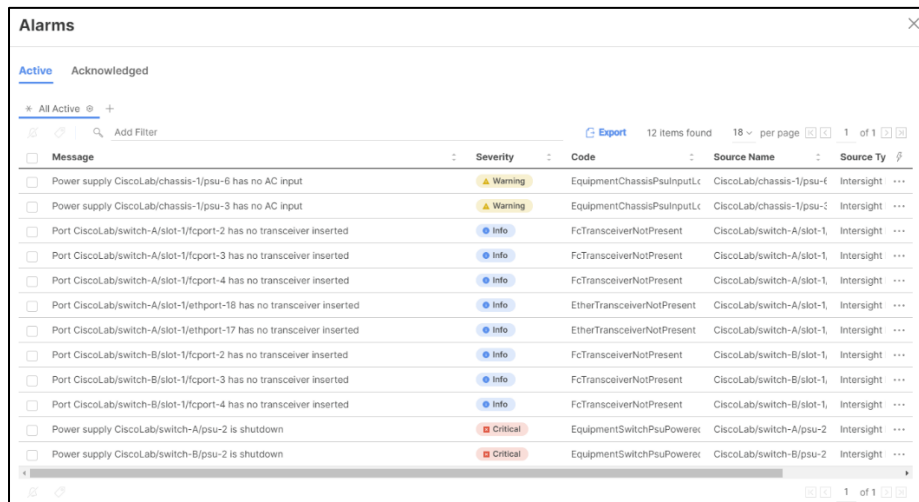 Alarms
Active Acknowledged
All Active
Add Filter Export 12 items found 18 per page 1 of 1
Message Severity Code Source Name Source Ty
Power supply CiscoLab/chassis-1/psu-6 has no AC input Warning EquipmentChassisPsuInputLo CiscoLab/chassis-1/psu-6 Intersight
Power supply CiscoLab/chassis-1/psu-3 has no AC input Warning EquipmentChassisPsuInputLo CiscoLab/chassis-1/psu-3 Intersight
Port CiscoLab/switch-A/slot-1/fcport-2 has no transceiver inserted Info FcTransceiverNotPresent CiscoLab/switch-A/slot-1, Intersight
Port CiscoLab/switch-A/slot-1/fcport-3 has no transceiver inserted Info FcTransceiverNotPresent CiscoLab/switch-A/slot-1, Intersight
Port CiscoLab/switch-A/slot-1/fcport-4 has no transceiver inserted Info FcTransceiverNotPresent CiscoLab/switch-A/slot-1, Intersight
Port CiscoLab/switch-A/slot-1/ethport-18 has no transceiver inserted Info EtherTransceiverNotPresent CiscoLab/switch-A/slot-1, Intersight
Port CiscoLab/switch-A/slot-1/ethport-17 has no transceiver inserted Info EtherTransceiverNotPresent CiscoLab/switch-A/slot-1, Intersight
Port CiscoLab/switch-B/slot-1/fcport-2 has no transceiver inserted Info FcTransceiverNotPresent CiscoLab/switch-B/slot-1, Intersight
Port CiscoLab/switch-B/slot-1/fcport-3 has no transceiver inserted Info FcTransceiverNotPresent CiscoLab/switch-B/slot-1, Intersight
Port CiscoLab/switch-B/slot-1/fcport-4 has no transceiver inserted Info FcTransceiverNotPresent CiscoLab/switch-B/slot-1, Intersight
Power supply CiscoLab/switch-A/psu-2 is shutdown Critical EquipmentSwitchPsuPowered CiscoLab/switch-A/psu-2 Intersight
Power supply CiscoLab/switch-B/psu-2 is shutdown Critical EquipmentSwitchPsuPowered CiscoLab/switch-B/psu-2 Intersight
1 of 1